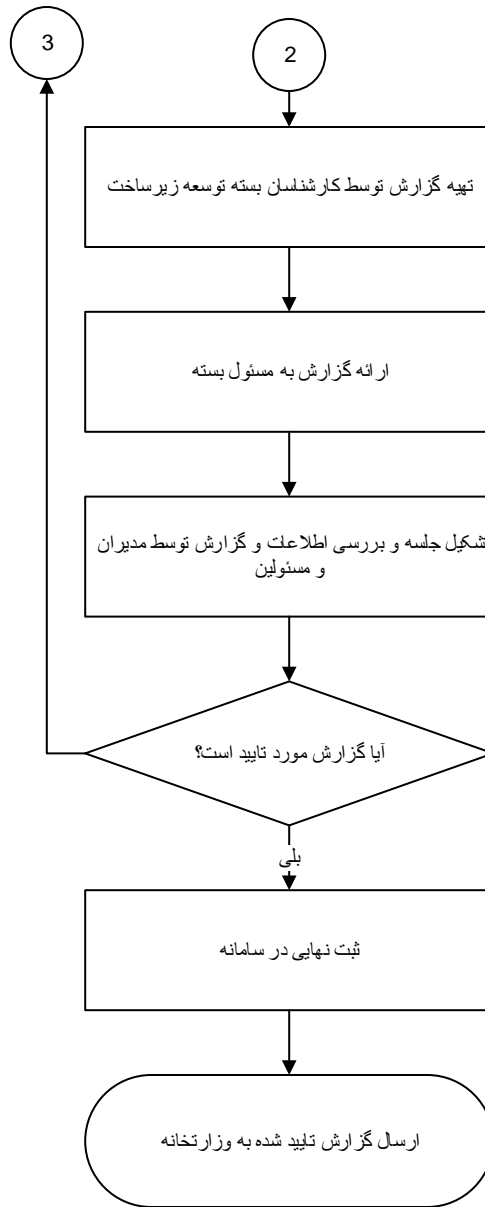 3
2
تهیه گزارش توسط کارشناسان بسته توسعه زیرساخت
ارائه گزارش به مسئول بسته
تشکیل جلسه و بررسی اطلاعات و گزارش توسط مدیران
و مسئولین
آیا گزارش مورد تایید است؟
بلی
ثبت نهایی در سامانه
ارسال گزارش تایید شده به وزارتخانه